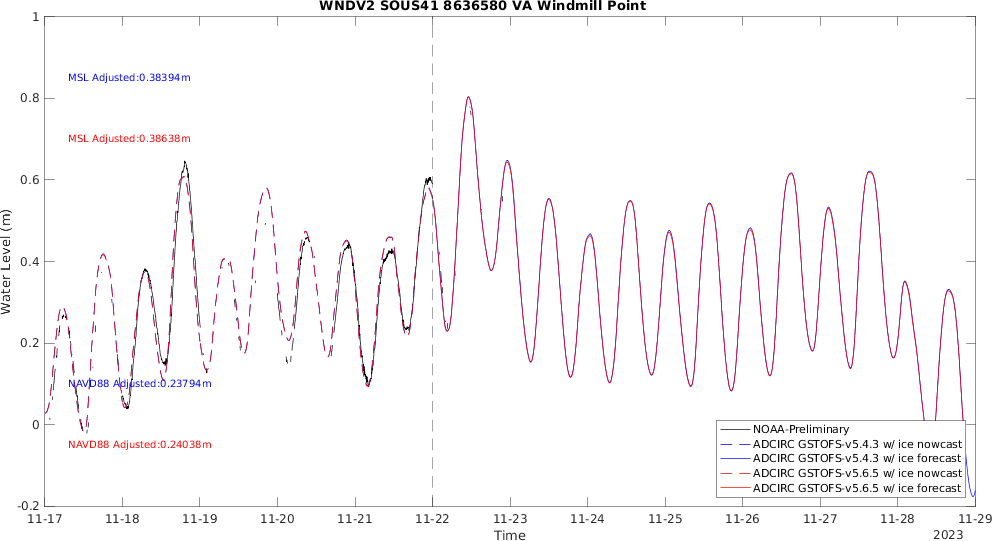 WNDV2 SOUS41 8636580 VA Windmill Point
1
0.8
0.6
0.4
0.2
0
-0.2
Water Level (m)
MSL Adjusted:0.38394m
MSL Adjusted:0.38638m
NAVD88 Adjusted:0.23794m
NAVD88 Adjusted:0.24038m
NOAA-Preliminary
ADCIRC GSTOFS-v5.4.3 w/ ice nowcast
ADCIRC GSTOFS-v5.4.3 w/ ice forecast
ADCIRC GSTOFS-v5.6.5 w/ ice nowcast
ADCIRC GSTOFS-v5.6.5 w/ ice forecast
11-17 11-18 11-19 11-20 11-21 11-22 11-23 11-24 11-25 11-26 11-27 11-28 11-29
Time
2023